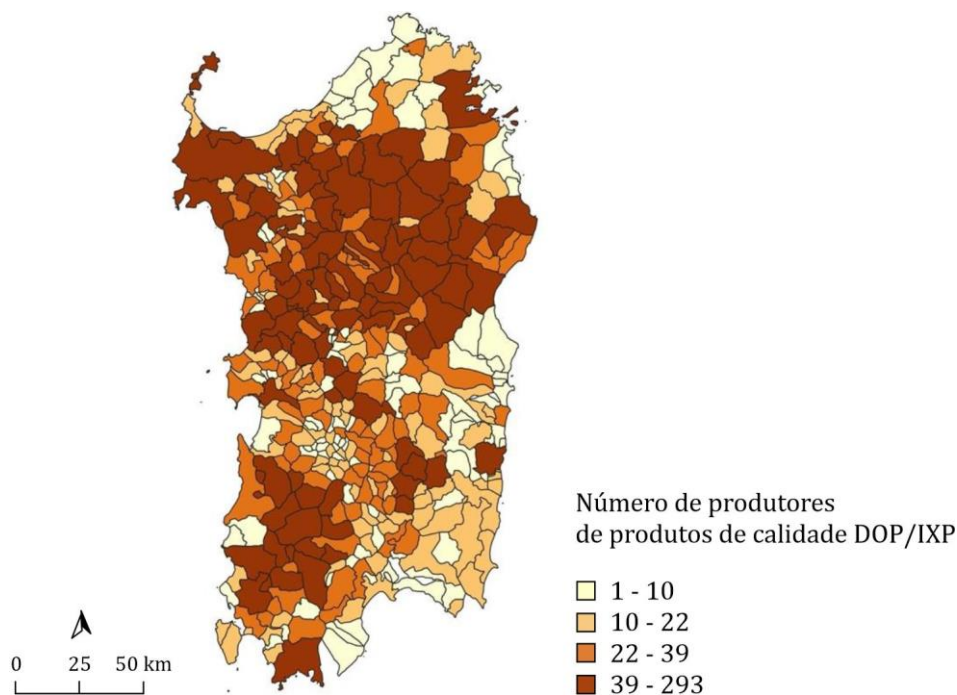 Número de produtores
de produtos de calidade DOP/IXP
1 - 10
10 - 22
22 - 39
39 - 293
0 25 50 km